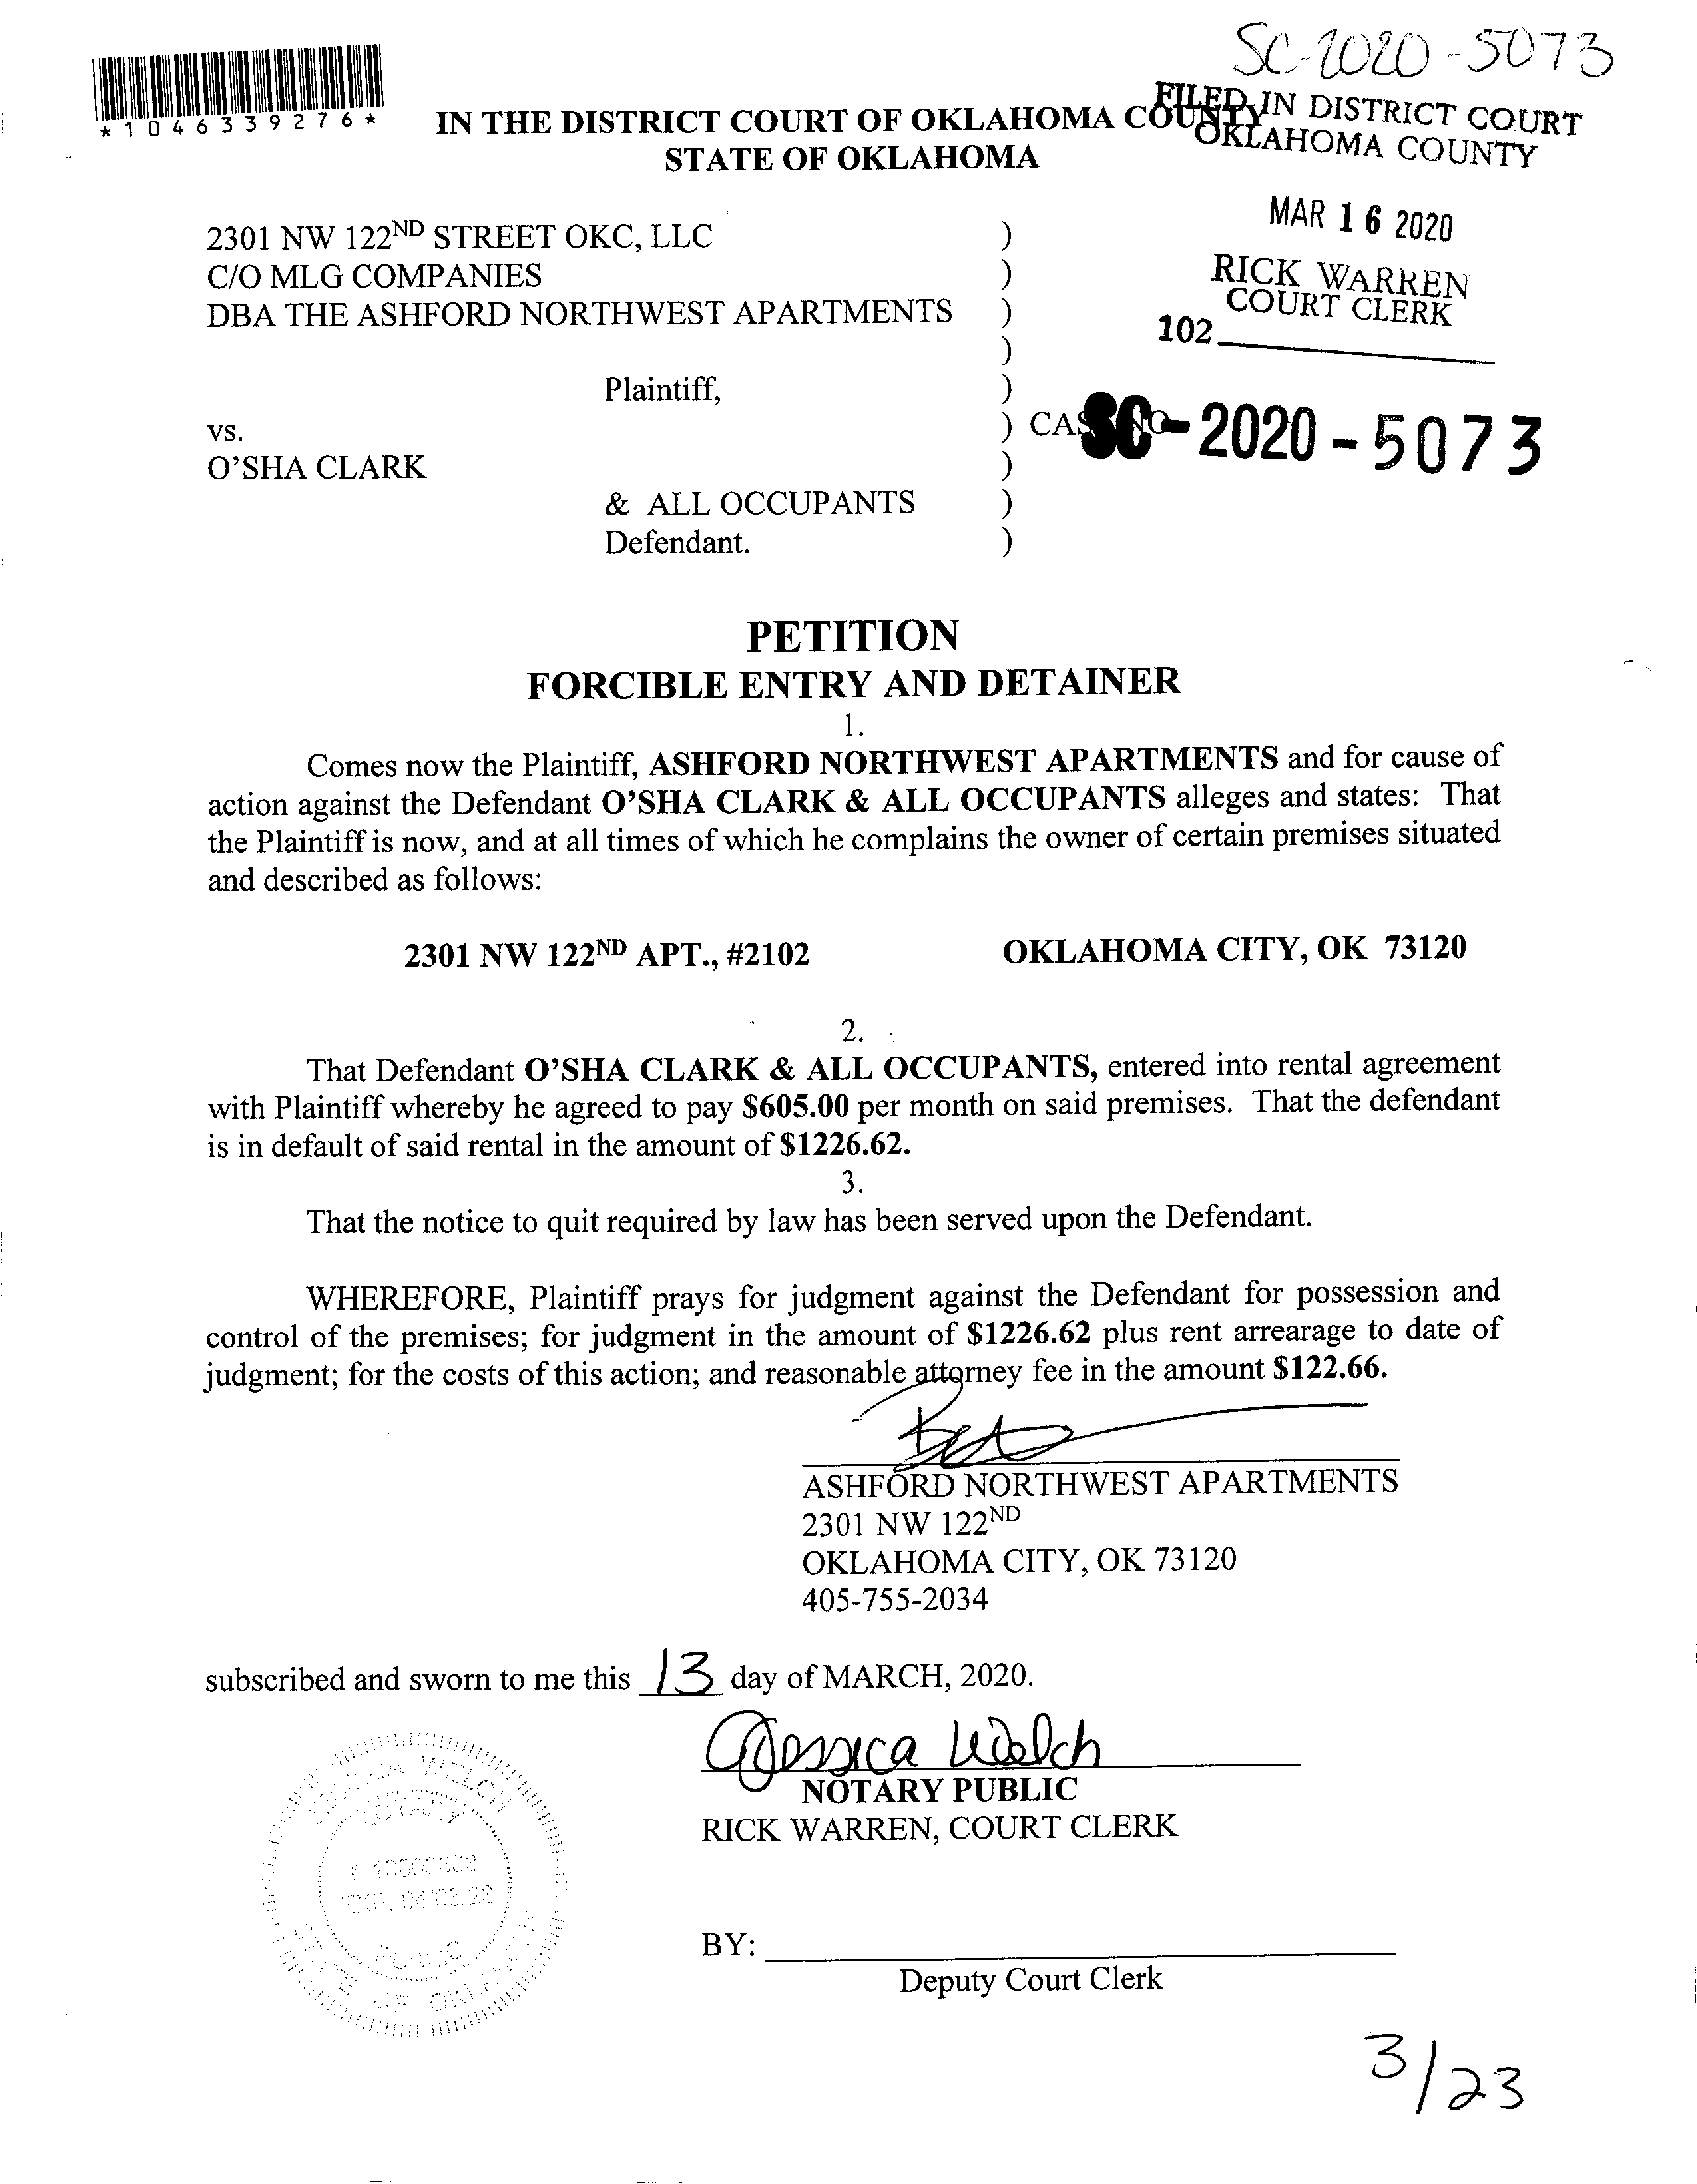 SC-2020-5073
*1046339276*
IN THE DISTRICT COURT OF OKLAHOMA COUNTY
STATE OF OKLAHOMA
FILED IN DISTRICT COURT
OKLAHOMA COUNTY
MAR 16 2020
RICK WARREN
COURT CLERK
102
2301 NW 122ND STREET OKC, LLC )
C/O MLG COMPANIES )
DBA THE ASHFORD NORTHWEST APARTMENTS )
)
Plaintiff, )
vs. ) CAS NO
SC-2020-5073
O'SHA CLARK )
& ALL OCCUPANTS )
Defendant. )
PETITION
FORCIBLE ENTRY AND DETAINER
1.
Comes now the Plaintiff, ASHFORD NORTHWEST APARTMENTS and for cause of
action against the Defendant O'SHA CLARK & ALL OCCUPANTS alleges and states: That
the Plaintiff is now, and at all times of which he complains the owner of certain premises situated
and described as follows:
2301 NW 122ND APT., #2102 OKLAHOMA CITY, OK 73120
2.
That Defendant O'SHA CLARK & ALL OCCUPANTS, entered into rental agreement
with Plaintiff whereby he agreed to pay $605.00 per month on said premises. That the defendant
is in default of said rental in the amount of $1226.62.
3.
That the notice to quit required by law has been served upon the Defendant.
WHEREFORE, Plaintiff prays for judgment against the Defendant for possession and
control of the premises; for judgment in the amount of $1226.62 plus rent arrearage to date of
judgment; for the costs of this action; and reasonable attorney fee in the amount $122.66.
ASHFORD NORTHWEST APARTMENTS
2301 NW 122ND
OKLAHOMA CITY, OK 73120
405-755-2034
subscribed and sworn to me this 13 day of MARCH, 2020.
Jessica Welch
NOTARY PUBLIC
RICK WARREN, COURT CLERK
BY:
Deputy Court Clerk
3/23